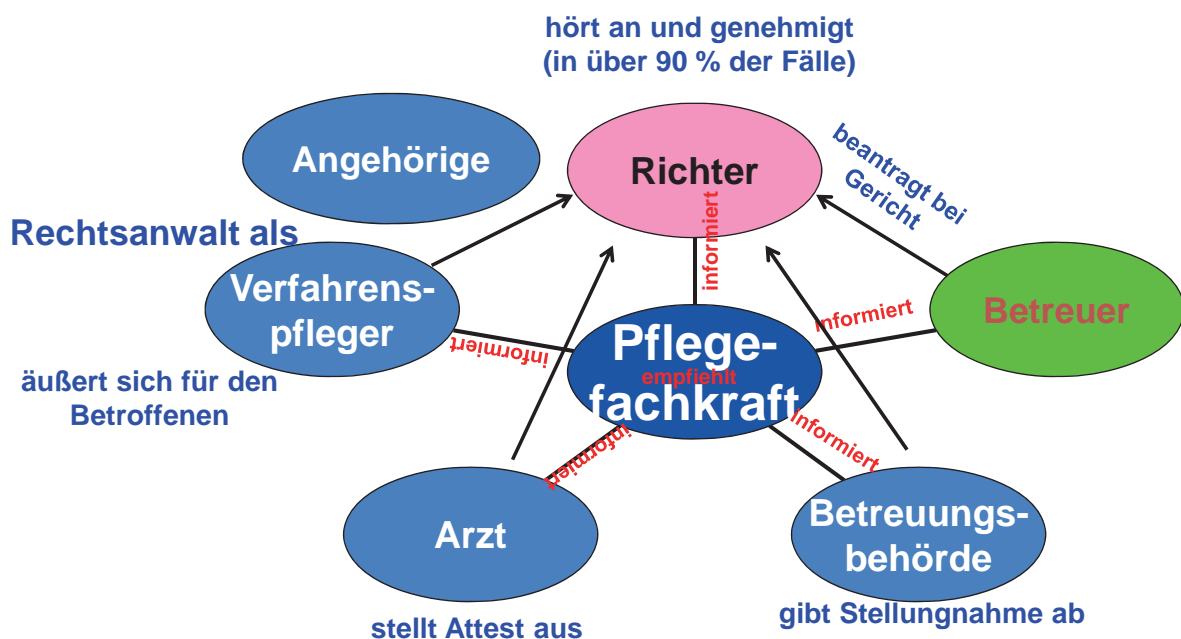 hört an und genehmigt
(in über 90 % der Fälle)
Angehörige
Richter
beantragt bei
Gericht
Rechtsanwalt als
Verfahrens-
pfleger
äußert sich für den
Betroffenen
informiert
informiert
informiert
Betreuer
Pflege-
empfiehlt
fachkraft
informiert
informiert
Arzt
stellt Attest aus
Betreuungs-
behörde
gibt Stellungnahme ab